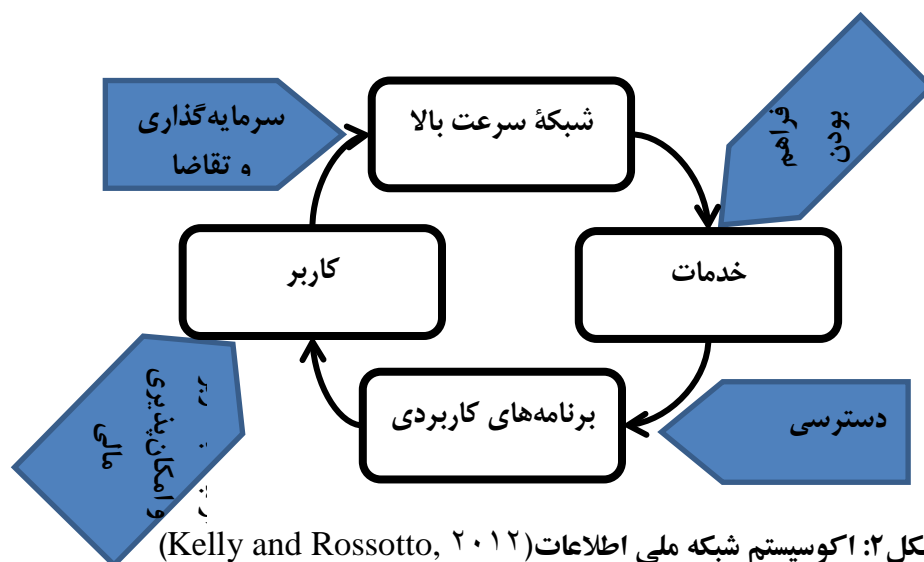 شبکهٔ سرعت بالا
سرمایه‌گذاری
و تقاضا
فراهم
بودن
کاربر
خدمات
و امکان‌پذیری
مالی
برنامه‌های کاربردی
دسترسی
کل۲: اکوسیستم شبکه ملی اطلاعات(Kelly and Rossotto, ۲۰۱۲)